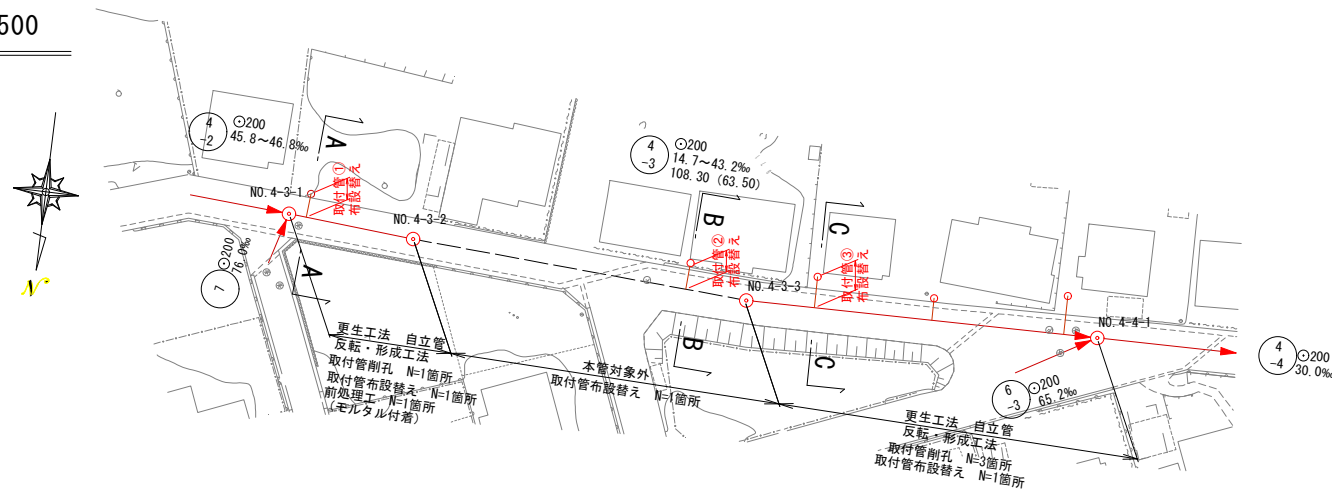 500
4
-2
⊙200
45.8～46.8‰
A
NO.4-3-1
取付管①
布設替え
NO.4-3-2
4
-3
⊙200
14.7～43.2‰
108.30 (63.50)
B
C
取付管②
布設替え
取付管③
布設替え
NO.4-3-3
NO.4-4-1
7
⊙200
76.0‰
A
B
C
N
更生工法 自立管
反転・形成工法
取付管削孔 N=1箇所
取付管布設替え N=1箇所
前処理工 N=1箇所
(モルタル付着)
本管対象外
取付管布設替え N=1箇所
更生工法 自立管
反転・形成工法
取付管削孔 N=3箇所
取付管布設替え N=1箇所
6
-3
⊙200
65.2‰
4
-4
⊙200
30.0‰